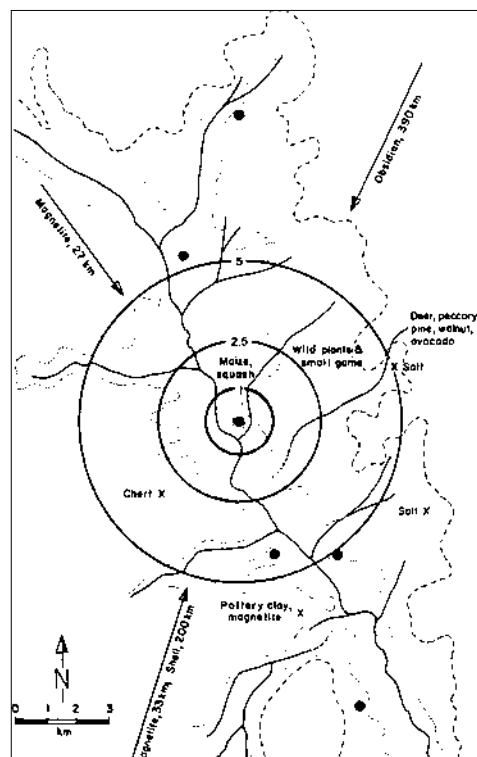 Obsidian, 390 km
Magnetite, 27 km
5
Deer, peccary
pine, walnut,
avocado
2.5
Maize,
squash
Wild plants &
small game
X Salt
1
Chert X
Salt X
Pottery clay,
magnetite X
Magnetite, 33 km, Shell, 200 km
N
0 1 2 3
km